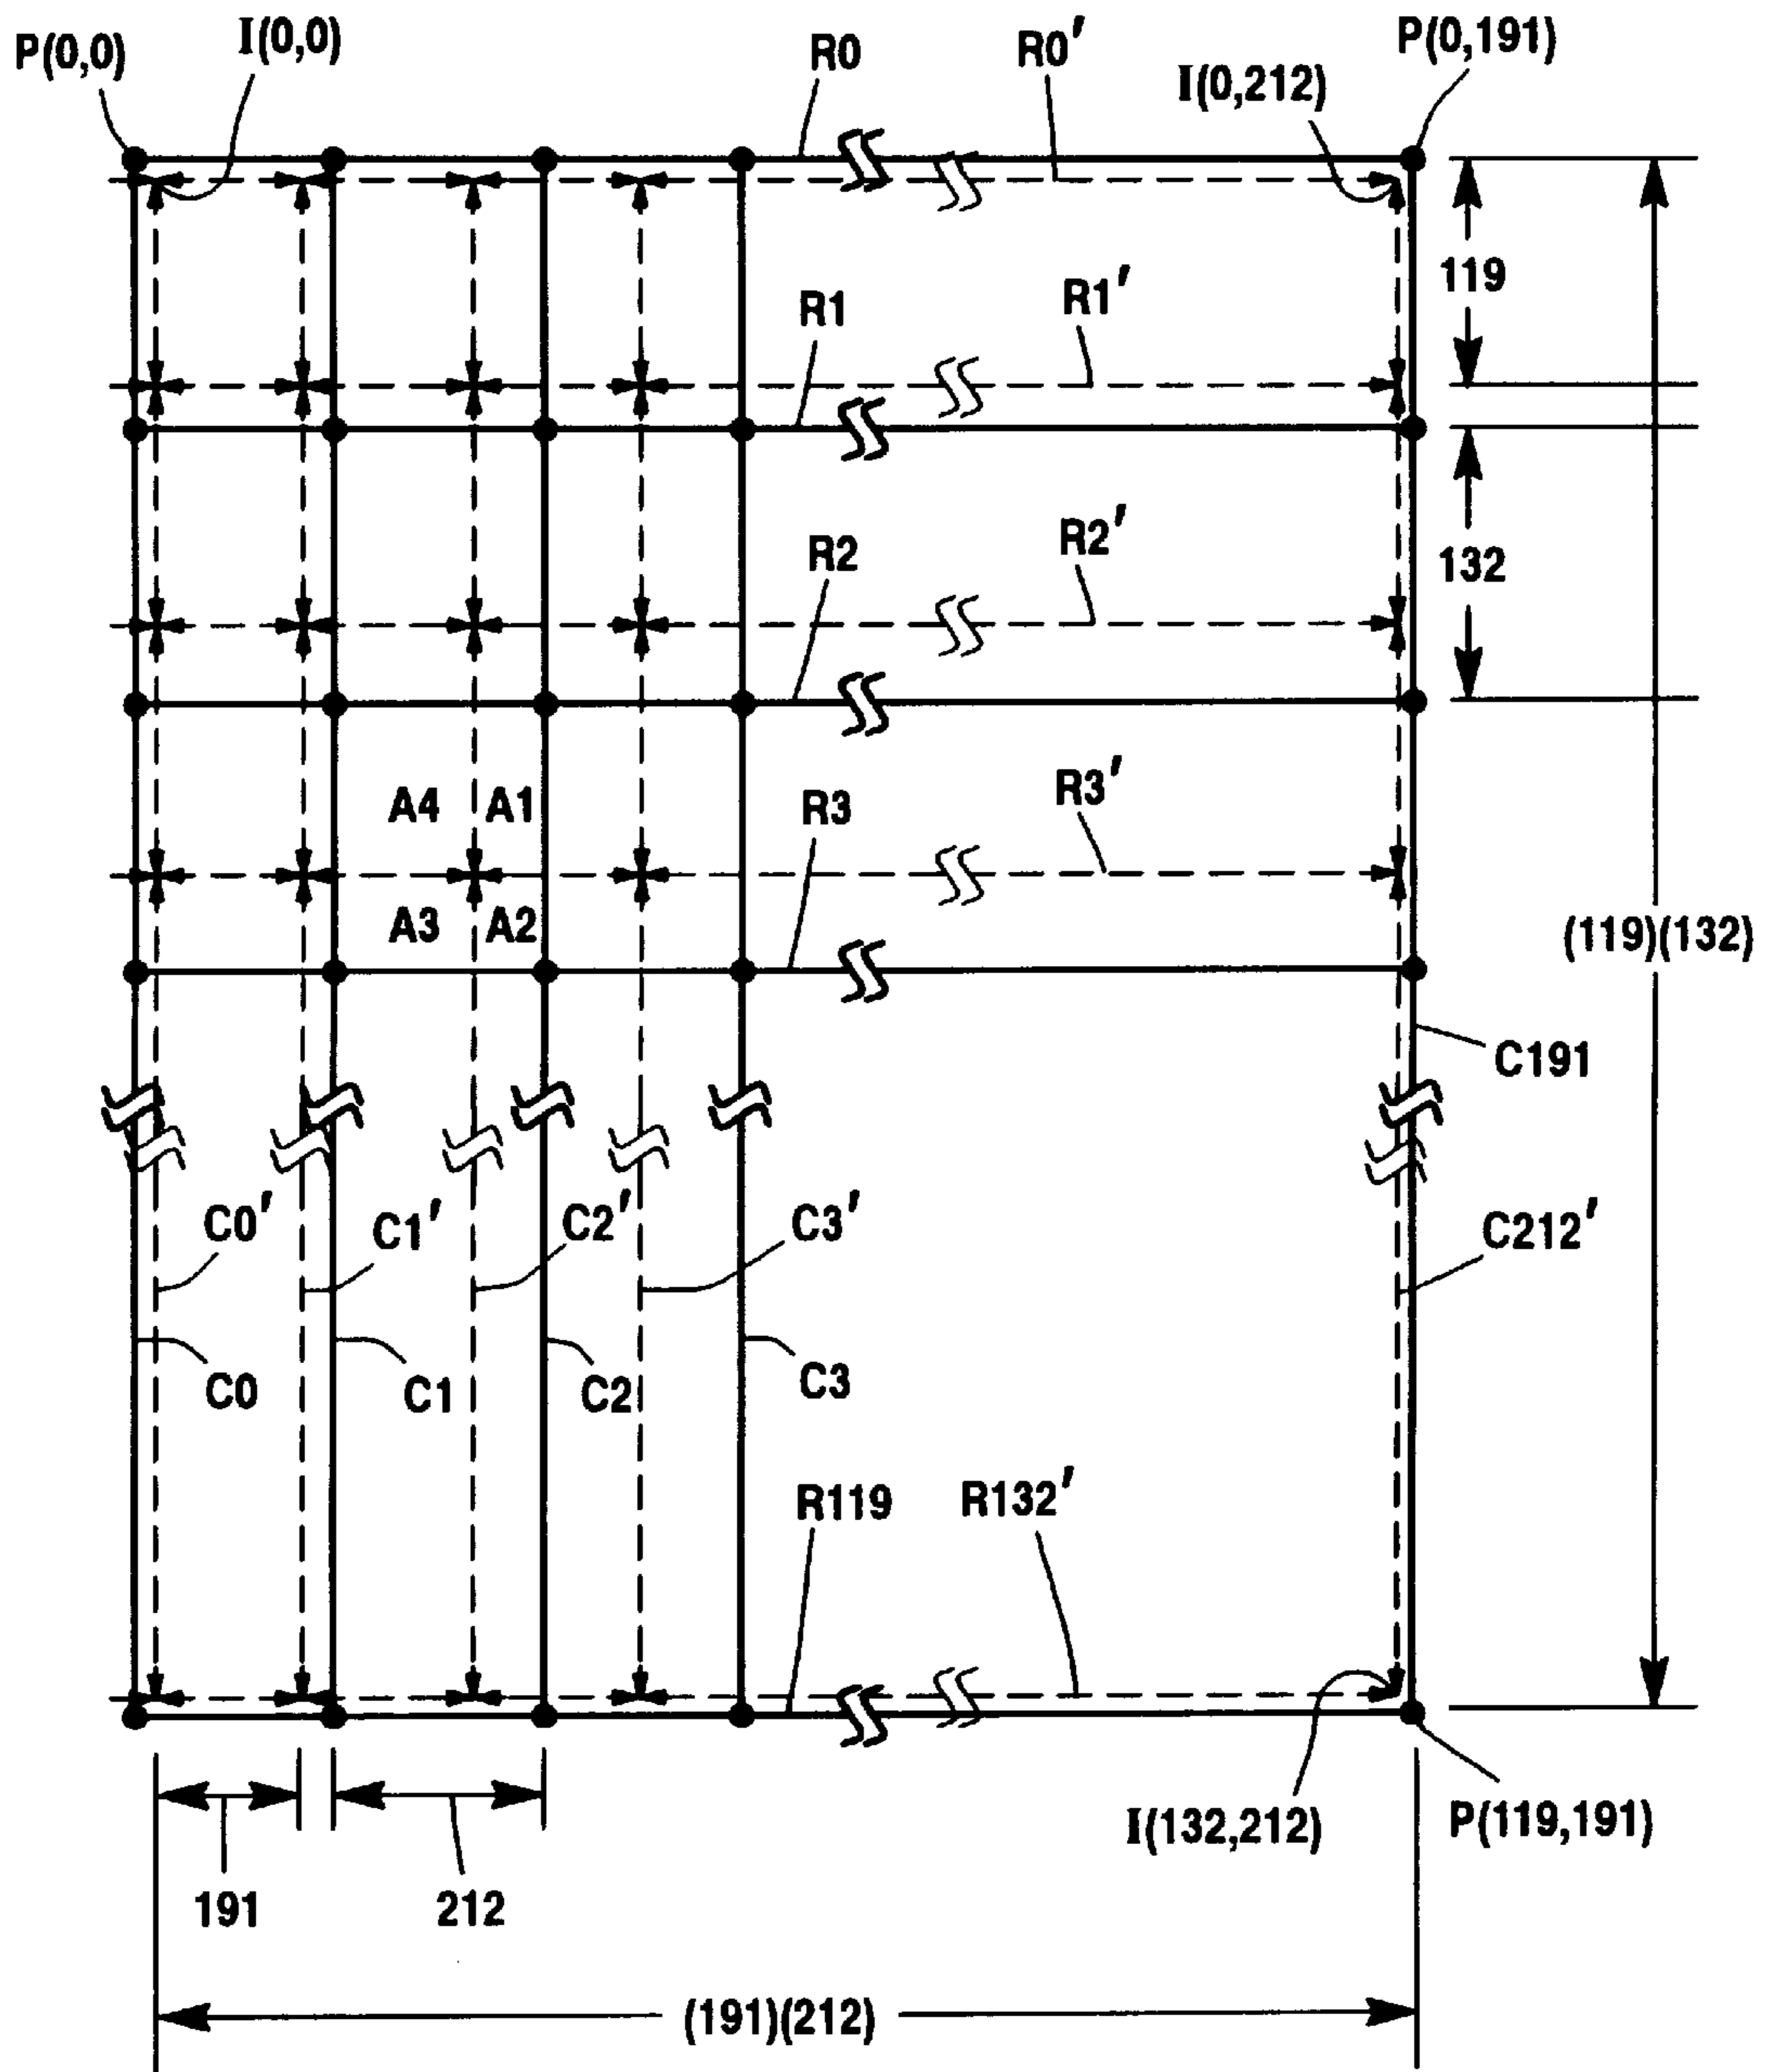 P(0,0)
I(0,0)
R0
R0′
P(0,191)
I(0,212)
119
R1
R1′
R2
R2′
132
A4
A1
R3
R3′
A3
A2
(119)(132)
C191
C0′
C1′
C2′
C3′
C212′
C0
C1
C2
C3
R119
R132′
I(132,212)
P(119,191)
191
212
(191)(212)